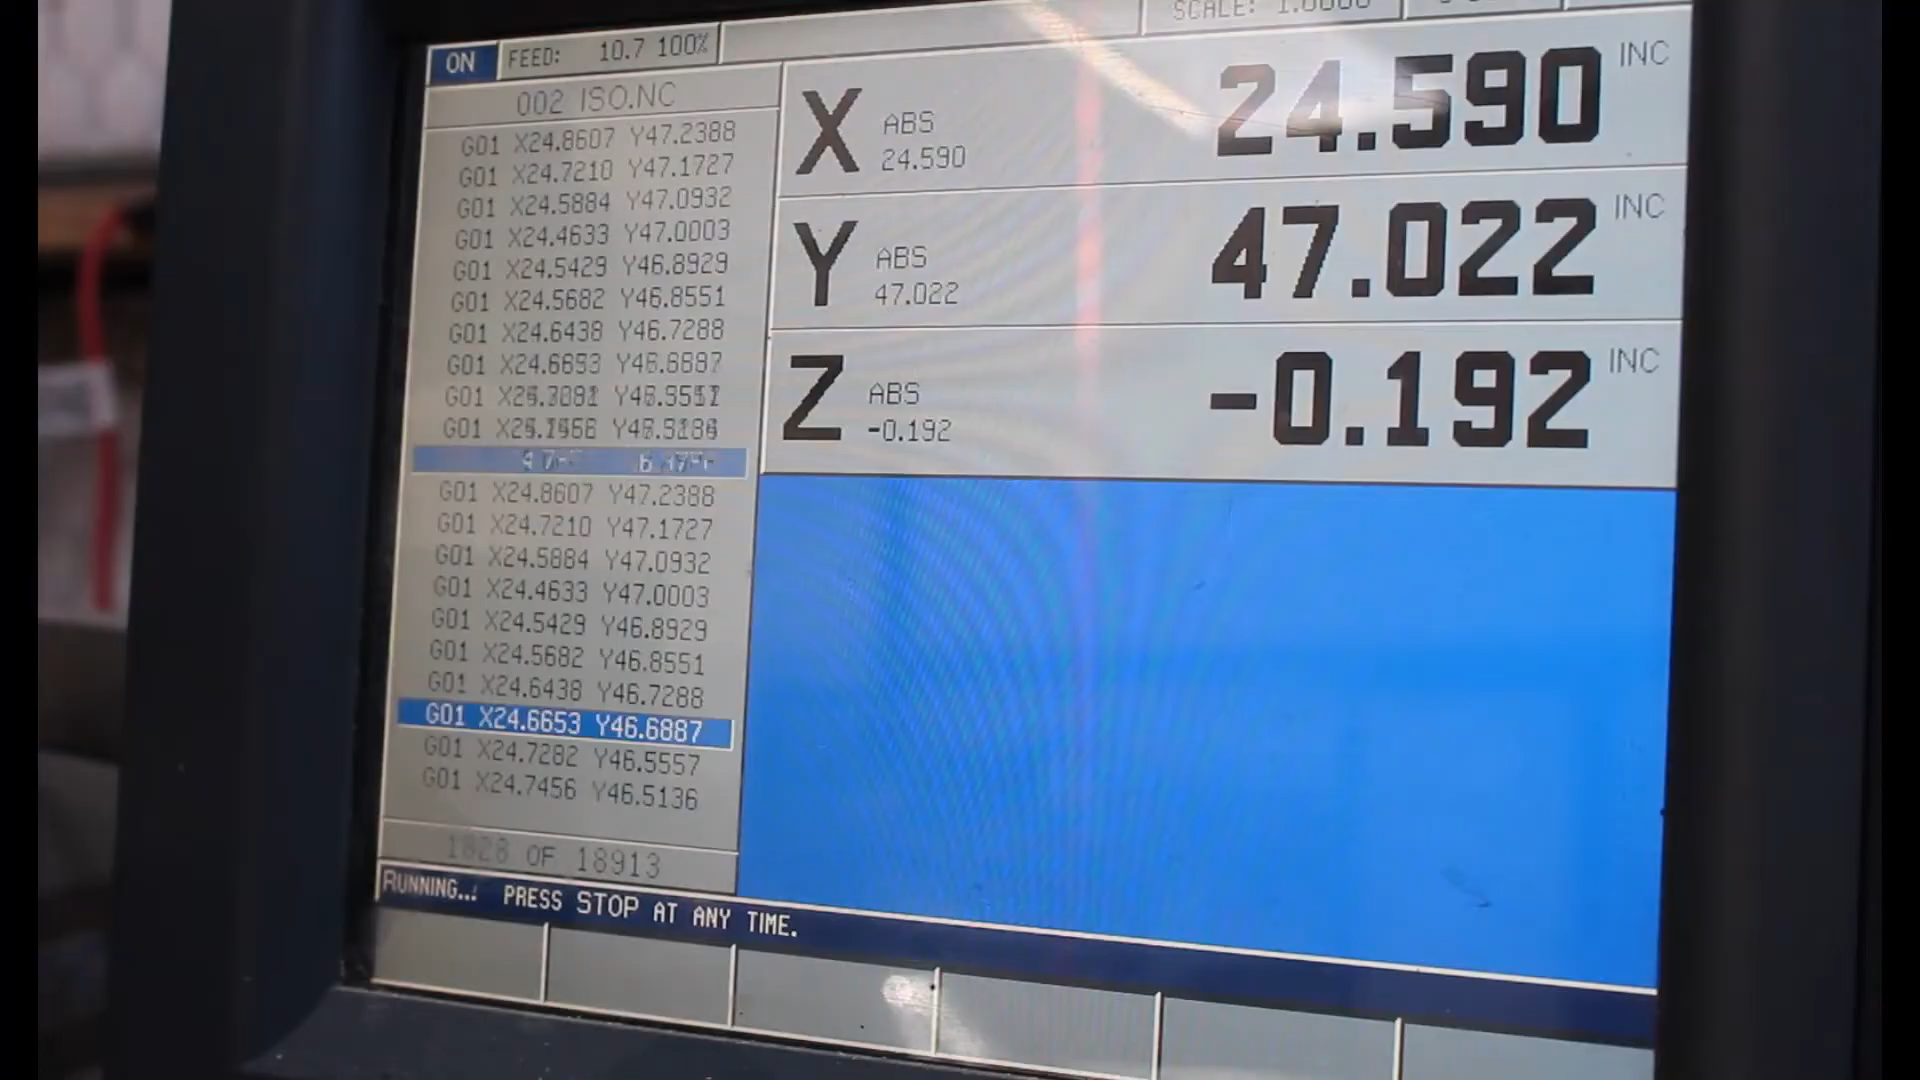 SCALE: 1.0000
ON FEED: 10.7 100%
002 ISO.NC
G01 X24.8607 Y47.2388
G01 X24.7210 Y47.1727
G01 X24.5884 Y47.0932
G01 X24.4633 Y47.0003
G01 X24.5429 Y46.8929
G01 X24.5682 Y46.8551
G01 X24.6438 Y46.7288
G01 X24.6653 Y46.6887
G01
G01
G01 X24.8607 Y47.2388
G01 X24.7210 Y47.1727
G01 X24.5884 Y47.0932
G01 X24.4633 Y47.0003
G01 X24.5429 Y46.8929
G01 X24.5682 Y46.8551
G01 X24.6438 Y46.7288
G01 X24.6653 Y46.6887
G01 X24.7282 Y46.5557
G01 X24.7456 Y46.5136
1828 OF 18913
X ABS 24.590 24.590 INC
Y ABS 47.022 47.022 INC
Z ABS -0.192 -0.192 INC
RUNNING... PRESS STOP AT ANY TIME.